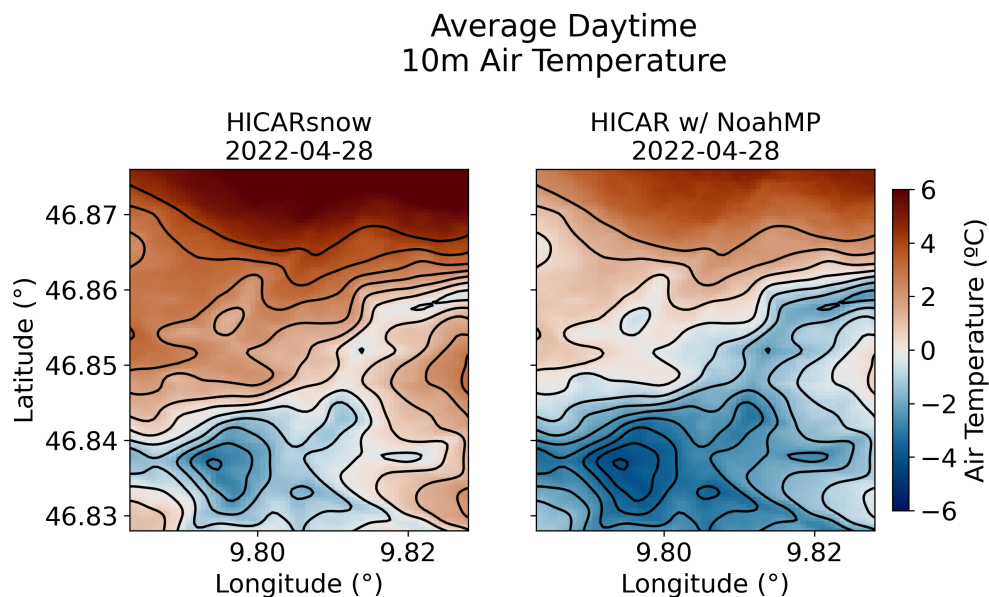 Average Daytime
10m Air Temperature
HICARsnow
2022-04-28
HICAR w/ NoahMP
2022-04-28
46.87
46.86
46.85
46.84
46.83
Latitude (°)
9.80
9.82
Longitude (°)
9.80
9.82
Longitude (°)
6
4
2
0
−2
−4
−6
Air Temperature (ºC)